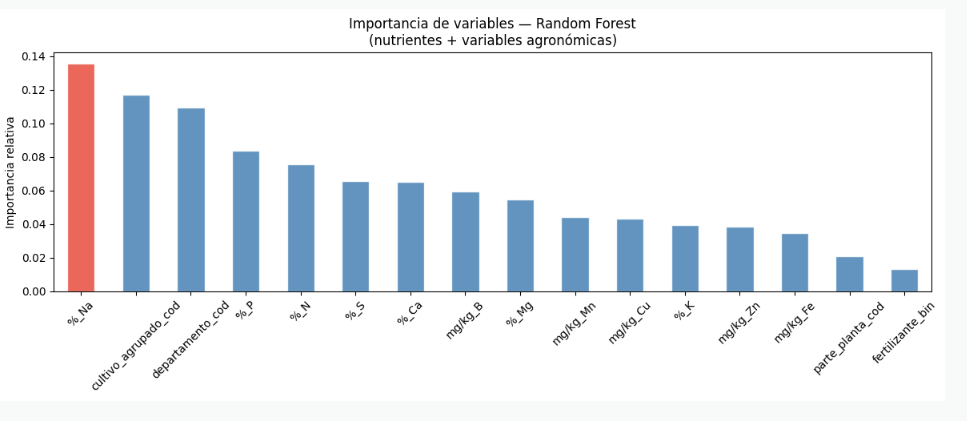 Importancia de variables — Random Forest
(nutrientes + variables agronómicas)
Importancia relativa
0.14
0.12
0.10
0.08
0.06
0.04
0.02
0.00
%_Na
cultivo_agrupado_cod
departamento_cod
%_P
%_N
%_S
%_Ca
mg/kg_B
%_Mg
mg/kg_Mn
mg/kg_Cu
%_K
mg/kg_Zn
mg/kg_Fe
parte_planta_cod
fertilizante_bin